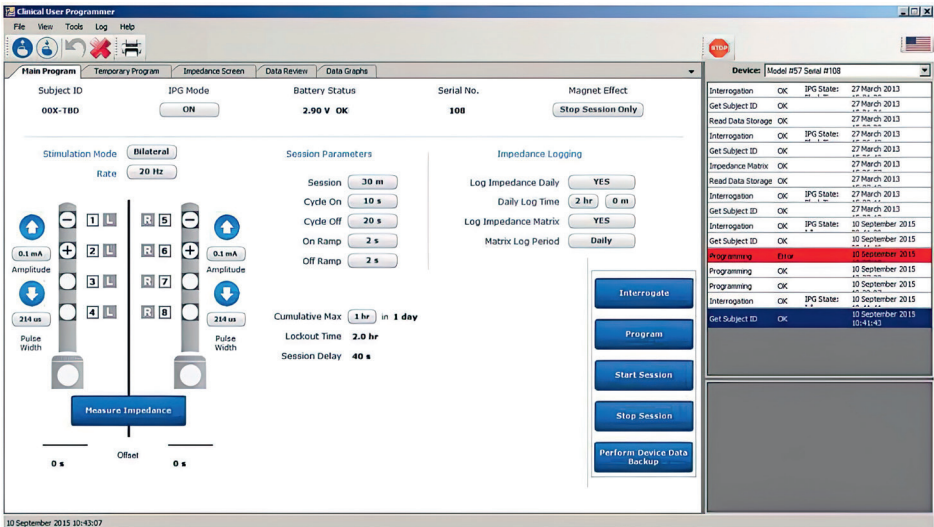 Clinical User Programmer
File View Tools Log Help
STOP
Main Program Temporary Program Impedance Screen Data Review Data Graphs
Device: Model #57 Serial #108
Subject ID IPG Mode Battery Status Serial No. Magnet Effect
00X-TBD ON 2.90 V OK 108 Stop Session Only
Stimulation Mode Bilateral
Rate 20 Hz
- 1 L R 5 -
+ 2 L R 6 +
3 L R 7
4 L R 8
0.1 mA
Amplitude
214 us
Pulse
Width
0.1 mA
Amplitude
214 us
Pulse
Width
Measure Impedance
Offset
0 s 0 s
Session Parameters
Session 30 m
Cycle On 10 s
Cycle Off 20 s
On Ramp 2 s
Off Ramp 2 s
Cumulative Max 1 hr in 1 day
Lockout Time 2.0 hr
Session Delay 40 s
Impedance Logging
Log Impedance Daily YES
Daily Log Time 2 hr 0 m
Log Impedance Matrix YES
Matrix Log Period Daily
Interrogate
Program
Start Session
Stop Session
Perform Device Data
Backup
Interrogation OK IPG State: 27 March 2013
Get Subject ID OK 27 March 2013
Read Data Storage OK 27 March 2013
Interrogation OK IPG State: 27 March 2013
Get Subject ID OK 27 March 2013
Impedance Matrix OK 27 March 2013
Read Data Storage OK 27 March 2013
Interrogation OK IPG State: 27 March 2013
Get Subject ID OK 27 March 2013
Interrogation OK IPG State: 10 September 2015
Get Subject ID OK 10 September 2015
Programming Error 10 September 2015
Programming OK 10 September 2015
Programming OK 10 September 2015
Interrogation OK IPG State: 10 September 2015
Get Subject ID OK 10 September 2015
10:41:43
10 September 2015 10:43:07